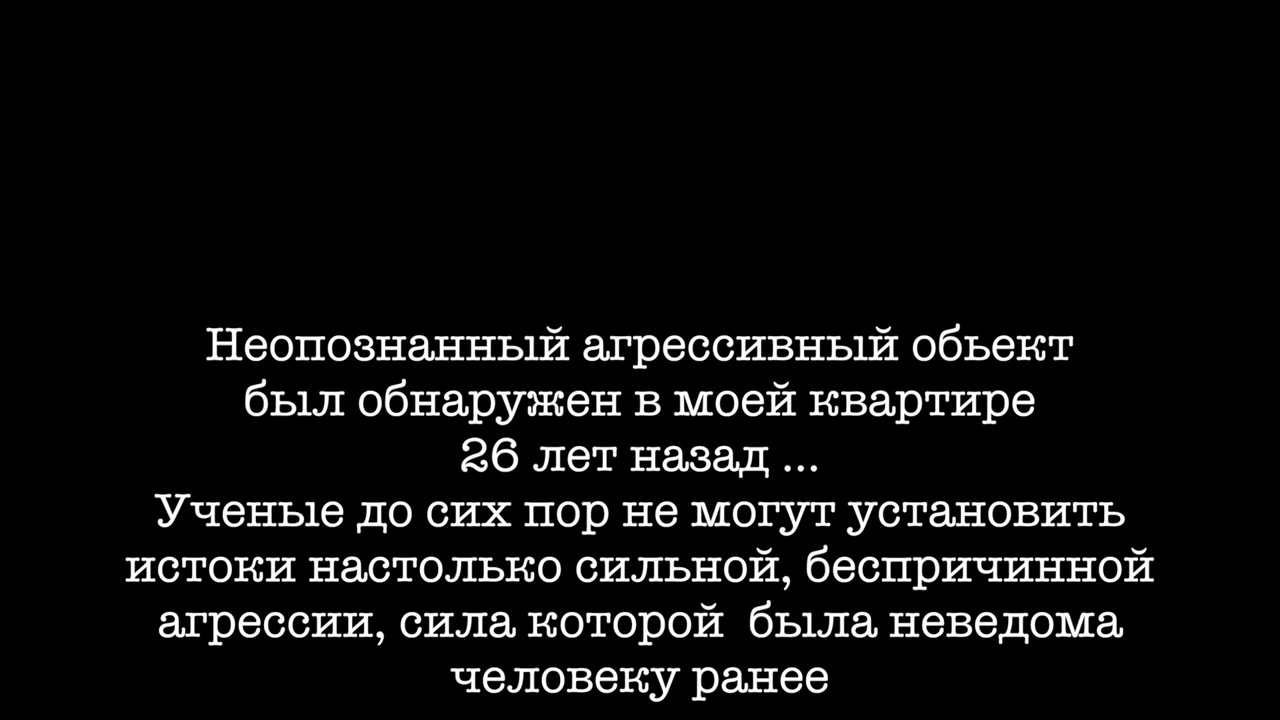 Неопознанный агрессивный обьект
был обнаружен в моей квартире
26 лет назад ...
Ученые до сих пор не могут установить
истоки настолько сильной, беспричинной
агрессии, сила которой  была неведома
человеку ранее